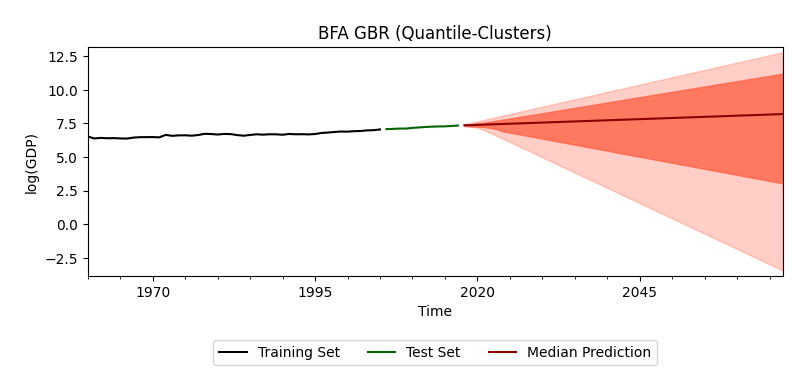 BFA GBR (Quantile-Clusters)
12.5
10.0
7.5
5.0
2.5
0.0
−2.5
log(GDP)
1970 1995 2020 2045
Time
Training Set Test Set Median Prediction